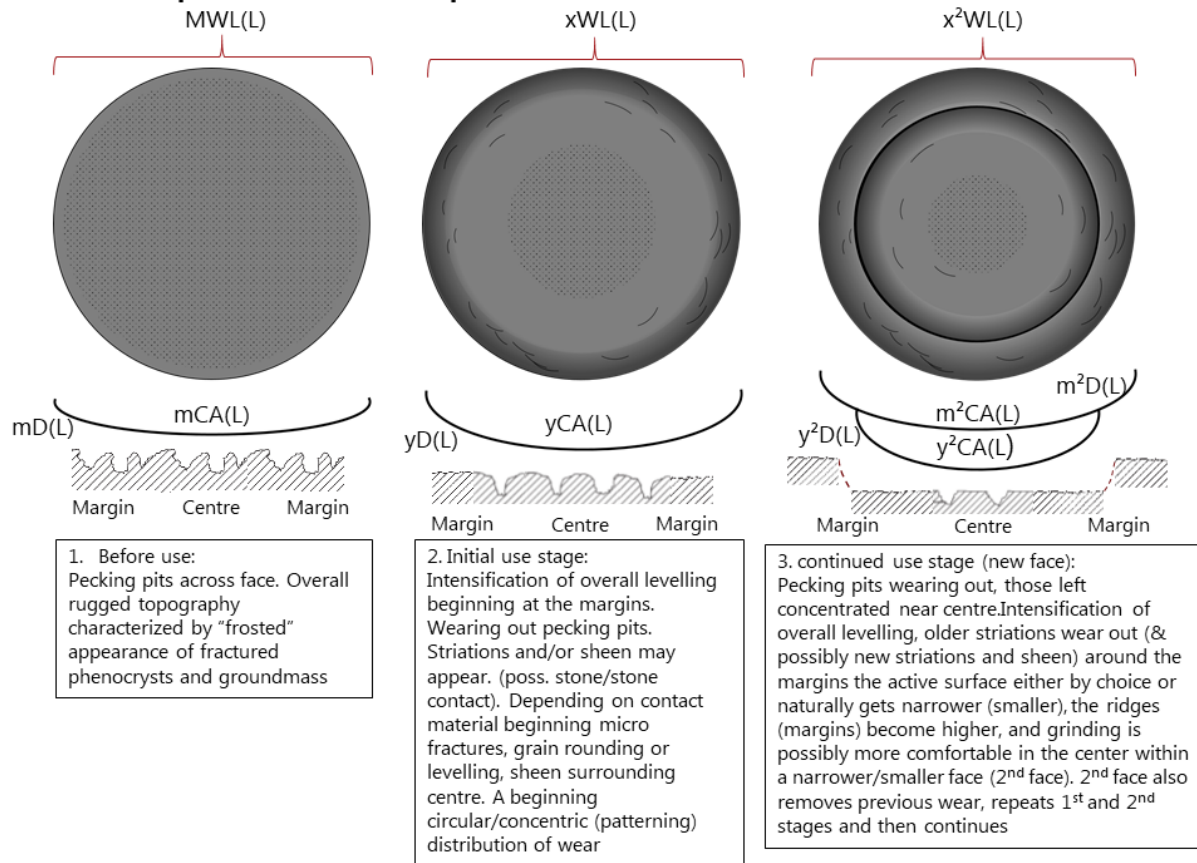 MWL(L)
xWL(L)
x²WL(L)
mD(L)
mCA(L)
yD(L)
yCA(L)
m²D(L)
m²CA(L)
y²D(L)
y²CA(L)
Margin Centre Margin
Margin Centre Margin
Margin Centre Margin
1. Before use:
Pecking pits across face. Overall
rugged topography
characterized by “frosted”
appearance of fractured
phenocrysts and groundmass
2. Initial use stage:
Intensification of overall levelling
beginning at the margins.
Wearing out pecking pits.
Striations and/or sheen may
appear. (poss. stone/stone
contact). Depending on contact
material beginning micro
fractures, grain rounding or
levelling, sheen surrounding
centre. A beginning
circular/concentric (patterning)
distribution of wear
3. continued use stage (new face):
Pecking pits wearing out, those left
concentrated near centre.Intensification of
overall levelling, older striations wear out (&
possibly new striations and sheen) around the
margins the active surface either by choice or
naturally gets narrower (smaller), the ridges
(margins) become higher, and grinding is
possibly more comfortable in the center within
a narrower/smaller face (2nd face). 2nd face also
removes previous wear, repeats 1st and 2nd
stages and then continues